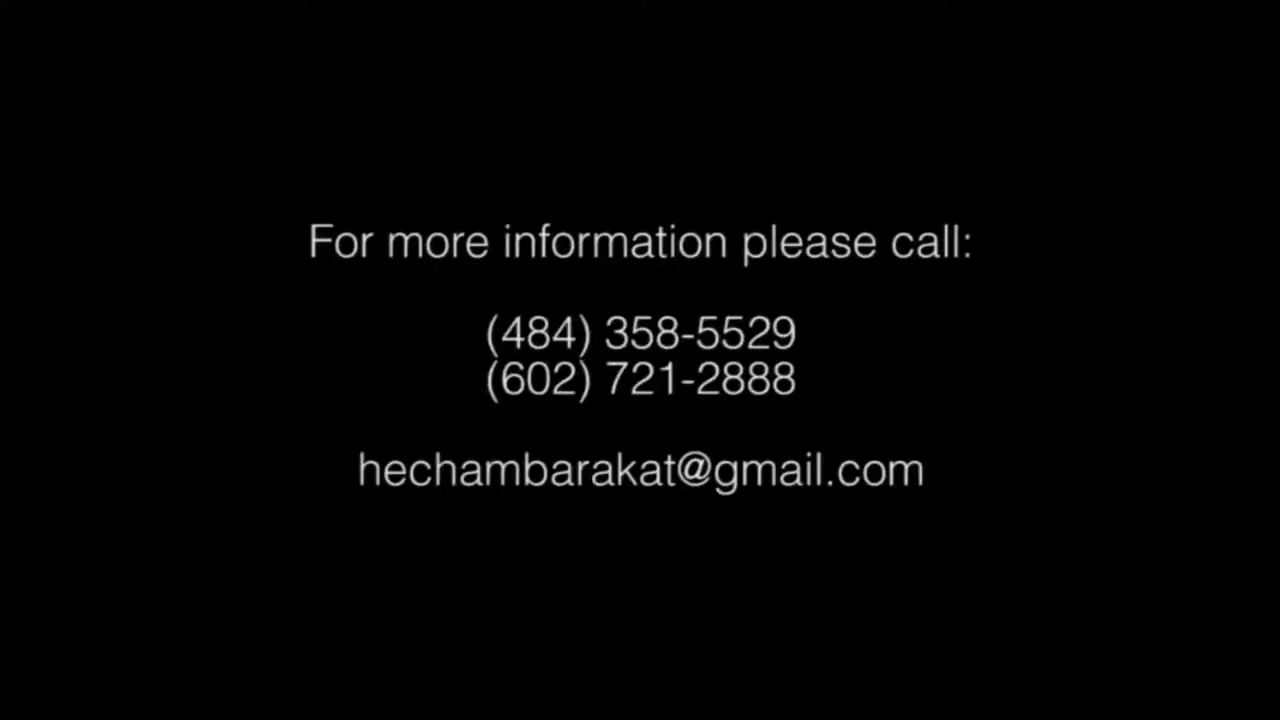 For more information please call:
(484) 358-5529
(602) 721-2888
hechambarakat@gmail.com